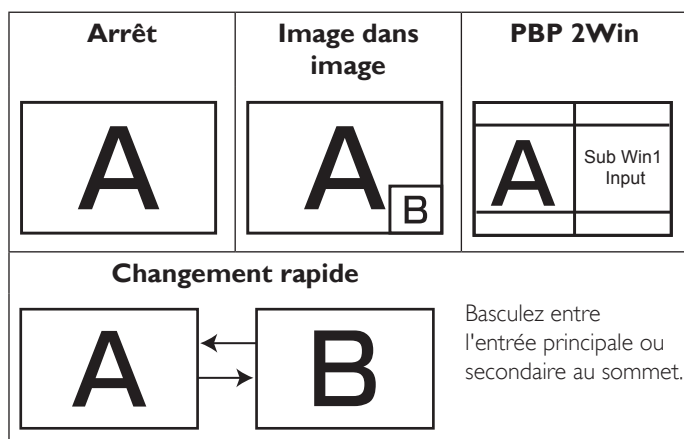 Arrêt
Image dans
image
PBP 2Win
A
A
B
A
Sub Win1
Input
Changement rapide
A
B
Basculez entre
l'entrée principale ou
secondaire au sommet.